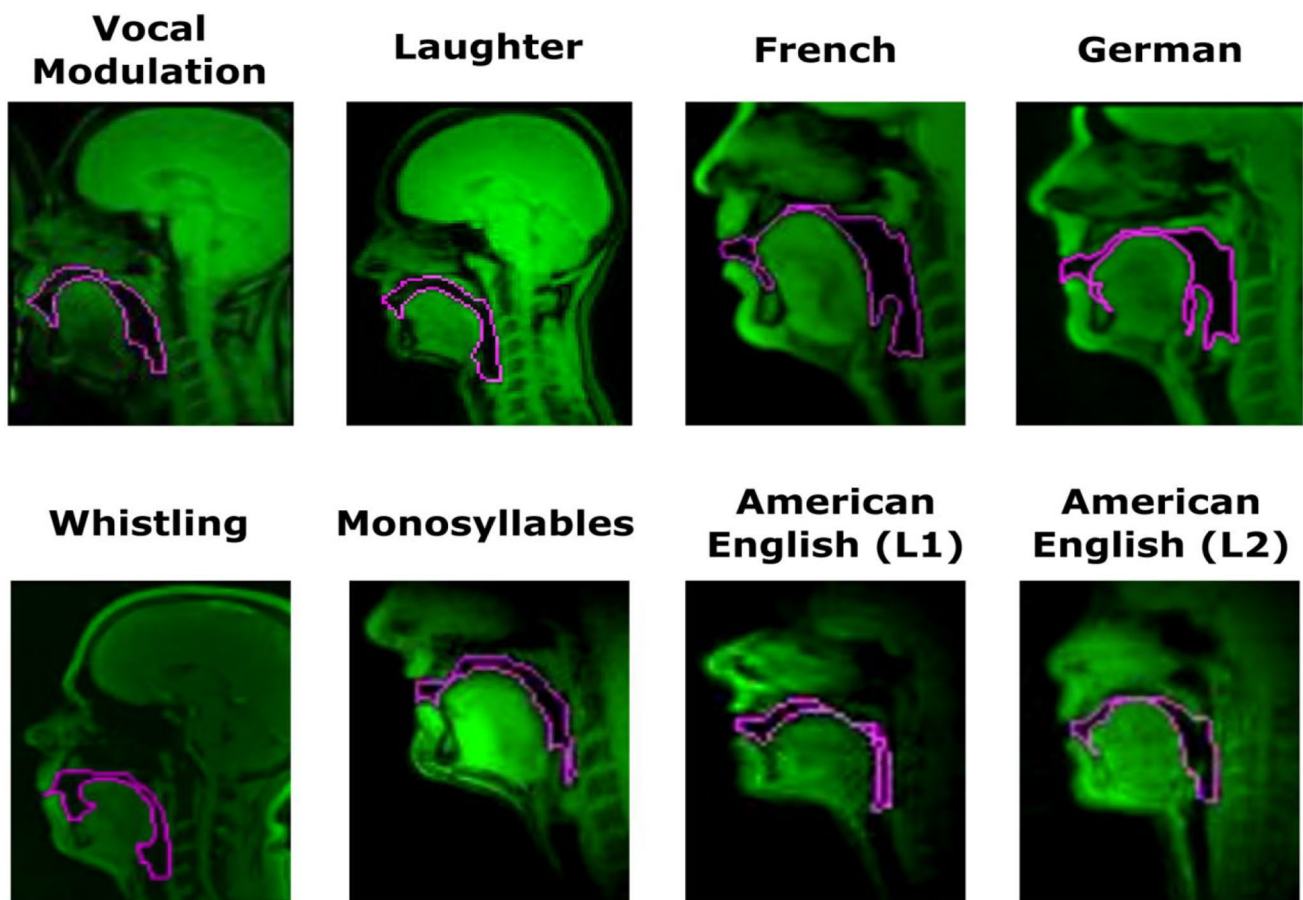 Vocal
Modulation
Laughter
French
German
Whistling
Monosyllables
American
English (L1)
American
English (L2)